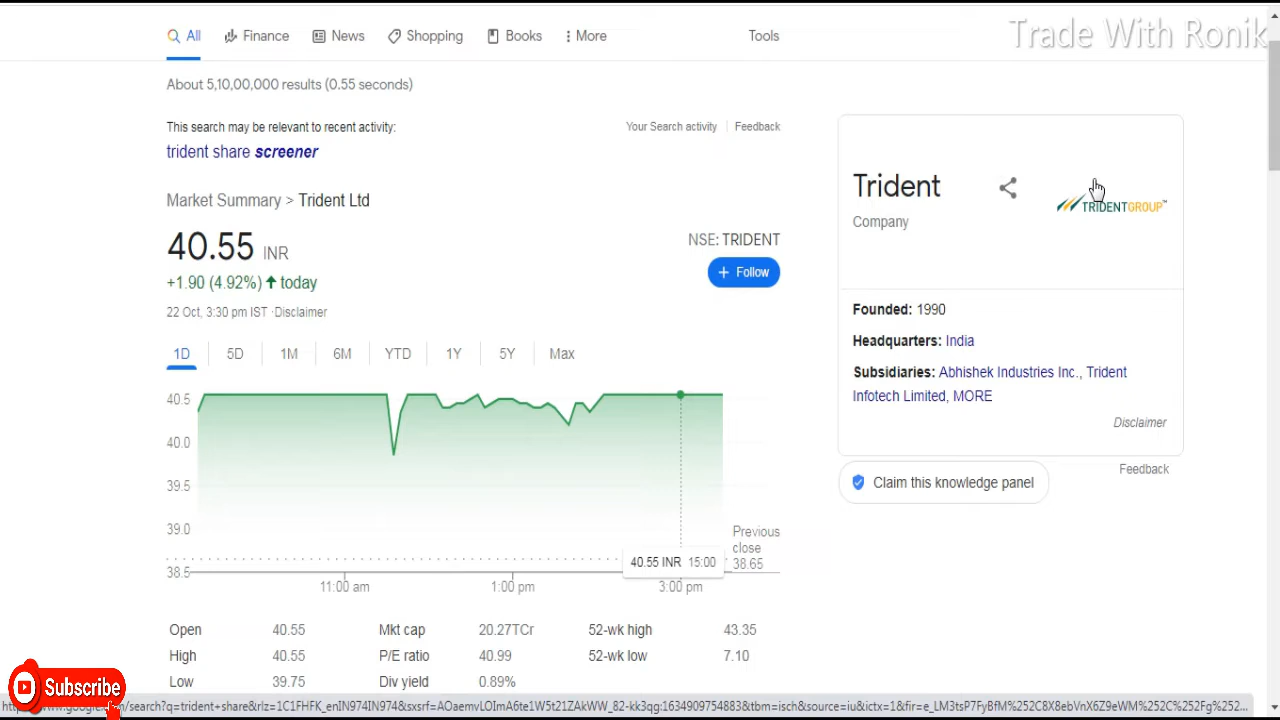 Trade With Ronik
All
Finance
News
Shopping
Books
More
Tools
About 5,10,00,000 results (0.55 seconds)
This search may be relevant to recent activity:
Your Search activity
Feedback
trident share screener
Market Summary > Trident Ltd
40.55 INR
NSE: TRIDENT
+1.90 (4.92%) today
Follow
22 Oct, 3:30 pm IST · Disclaimer
1D
5D
1M
6M
YTD
1Y
5Y
Max
40.5
40.0
39.5
39.0
38.5
Previous
close
38.65
40.55 INR 15:00
11:00 am
1:00 pm
3:00 pm
Open 40.55 Mkt cap 20.27TCr 52-wk high 43.35
High 40.55 P/E ratio 40.99 52-wk low 7.10
Low 39.75 Div yield 0.89%
Trident
TRIDENTGROUP™
Company
Founded: 1990
Headquarters: India
Subsidiaries: Abhishek Industries Inc., Trident
Infotech Limited, MORE
Disclaimer
Feedback
Claim this knowledge panel
Subscribe